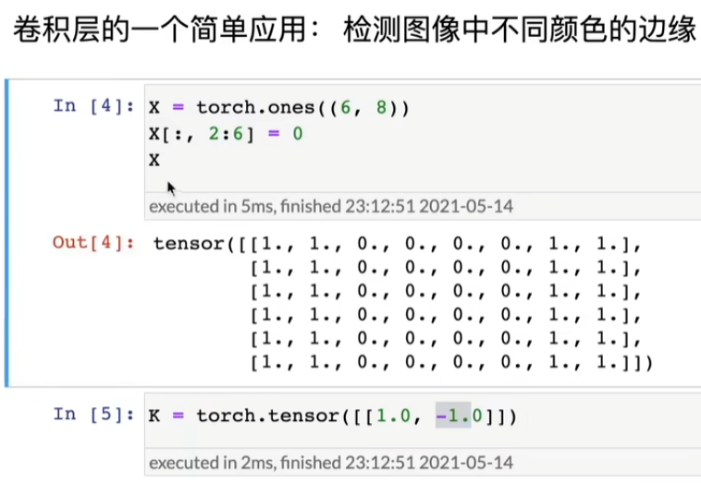 卷积层的一个简单应用: 检测图像中不同颜色的边缘
In [4]: X = torch.ones((6, 8))
X[:, 2:6] = 0
X
executed in 5ms, finished 23:12:51 2021-05-14
Out[4]: tensor([[1., 1., 0., 0., 0., 0., 1., 1.],
[1., 1., 0., 0., 0., 0., 1., 1.],
[1., 1., 0., 0., 0., 0., 1., 1.],
[1., 1., 0., 0., 0., 0., 1., 1.],
[1., 1., 0., 0., 0., 0., 1., 1.],
[1., 1., 0., 0., 0., 0., 1., 1.]])
In [5]: K = torch.tensor([[1.0, -1.0]])
executed in 2ms, finished 23:12:51 2021-05-14